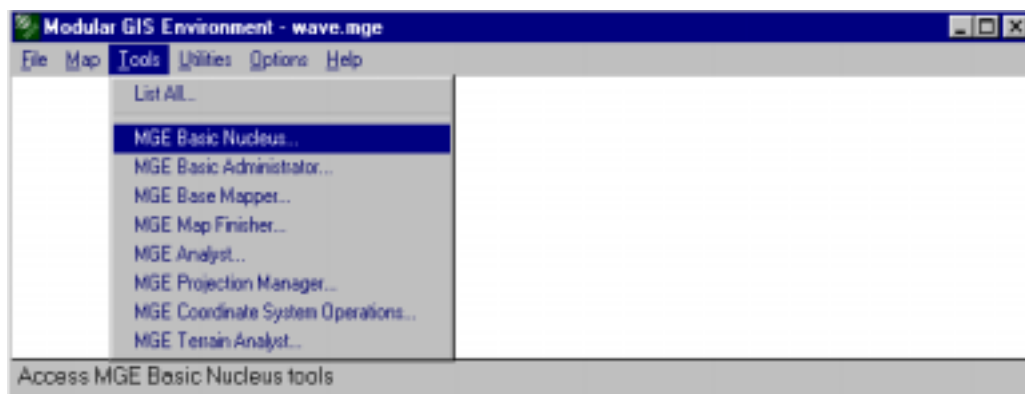 Modular GIS Environment - wave.mge
File Map Tools Utilities Options Help
List All...
MGE Basic Nucleus...
MGE Basic Administrator...
MGE Base Mapper...
MGE Map Finisher...
MGE Analyst...
MGE Projection Manager...
MGE Coordinate System Operations...
MGE Terrain Analyst...
Access MGE Basic Nucleus tools